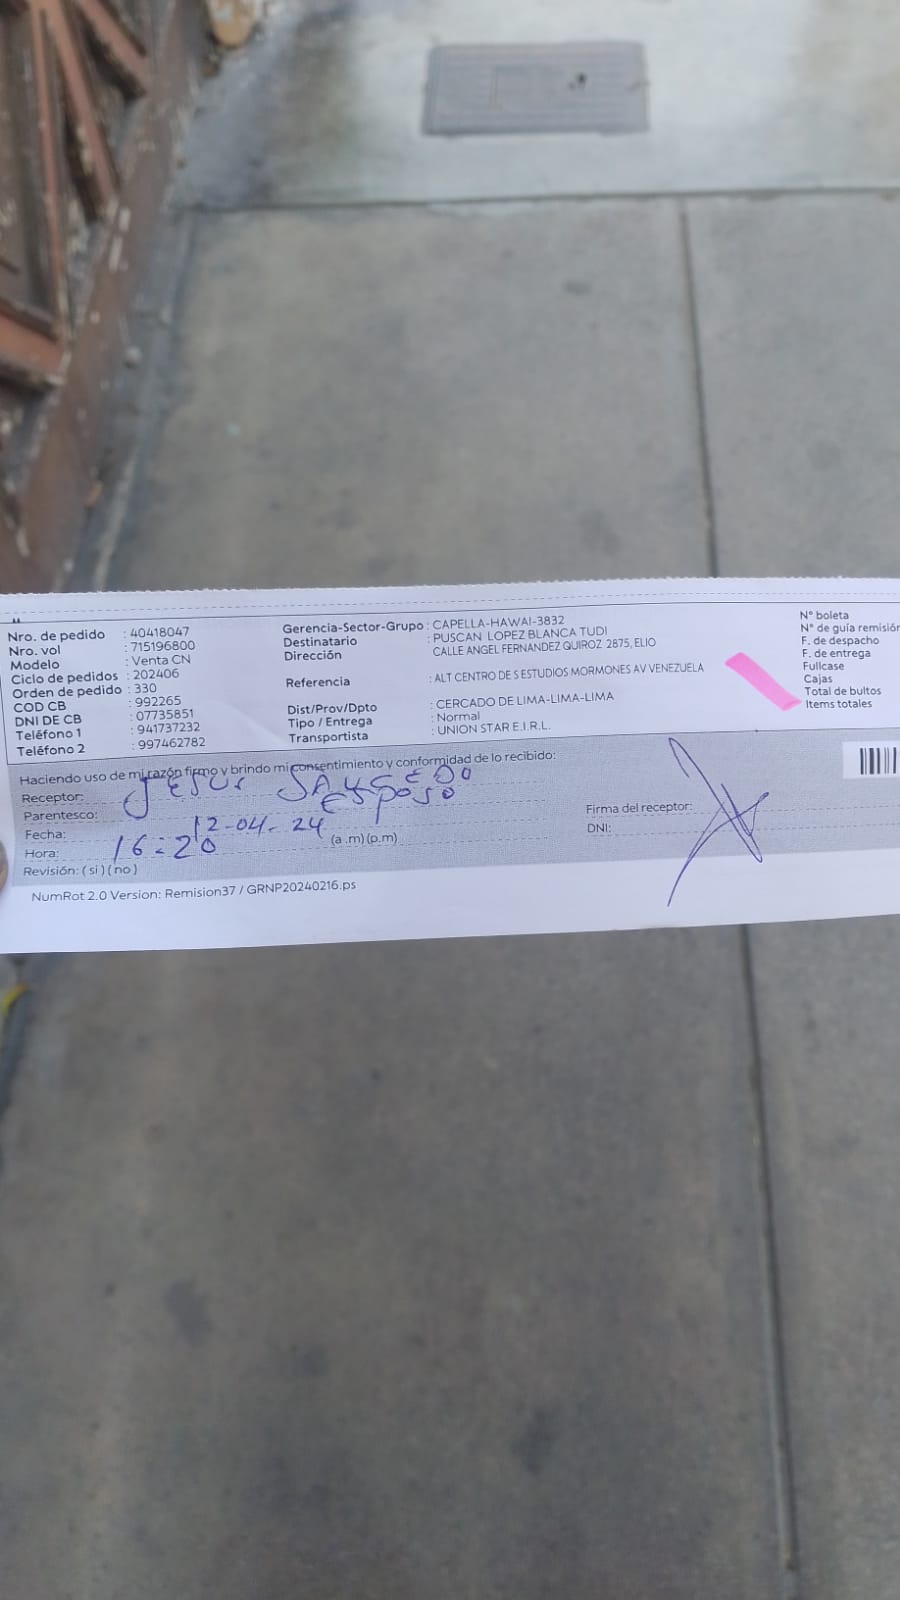 Nro. de pedido : 40418047
Nro. vol : 715196800
Modelo : Venta CN
Ciclo de pedidos : 202406
Orden de pedido : 330
COD CB : 992265
DNI DE CB : 07735851
Teléfono 1 : 941737232
Teléfono 2 : 997462782
Gerencia-Sector-Grupo : CAPELLA-HAWAI-3832
Destinatario : PUSCAN LOPEZ BLANCA TUDI
Dirección CALLE ANGEL FERNANDEZ QUIROZ 2875, ELIO
Referencia : ALT CENTRO DE S ESTUDIOS MORMONES AV VENEZUELA
Dist/Prov/Dpto : CERCADO DE LIMA-LIMA-LIMA
Tipo / Entrega : Normal
Transportista : UNION STAR E.I.R.L.
N° boleta
N° de guía remisión
F. de despacho
F. de entrega
Fullcase
Cajas
Total de bultos
Items totales
Haciendo uso de mi razón firmo y brindo mi consentimiento y conformidad de lo recibido:
Receptor: JESUS SALCEDO
Parentesco: ESPOSO
Fecha: 12-04-24
Hora: 16:20 (a.m)(p.m)
Revisión: ( si ) ( no )
Firma del receptor:
DNI:
NumRot 2.0 Version: Remision37 / GRNP20240216.ps